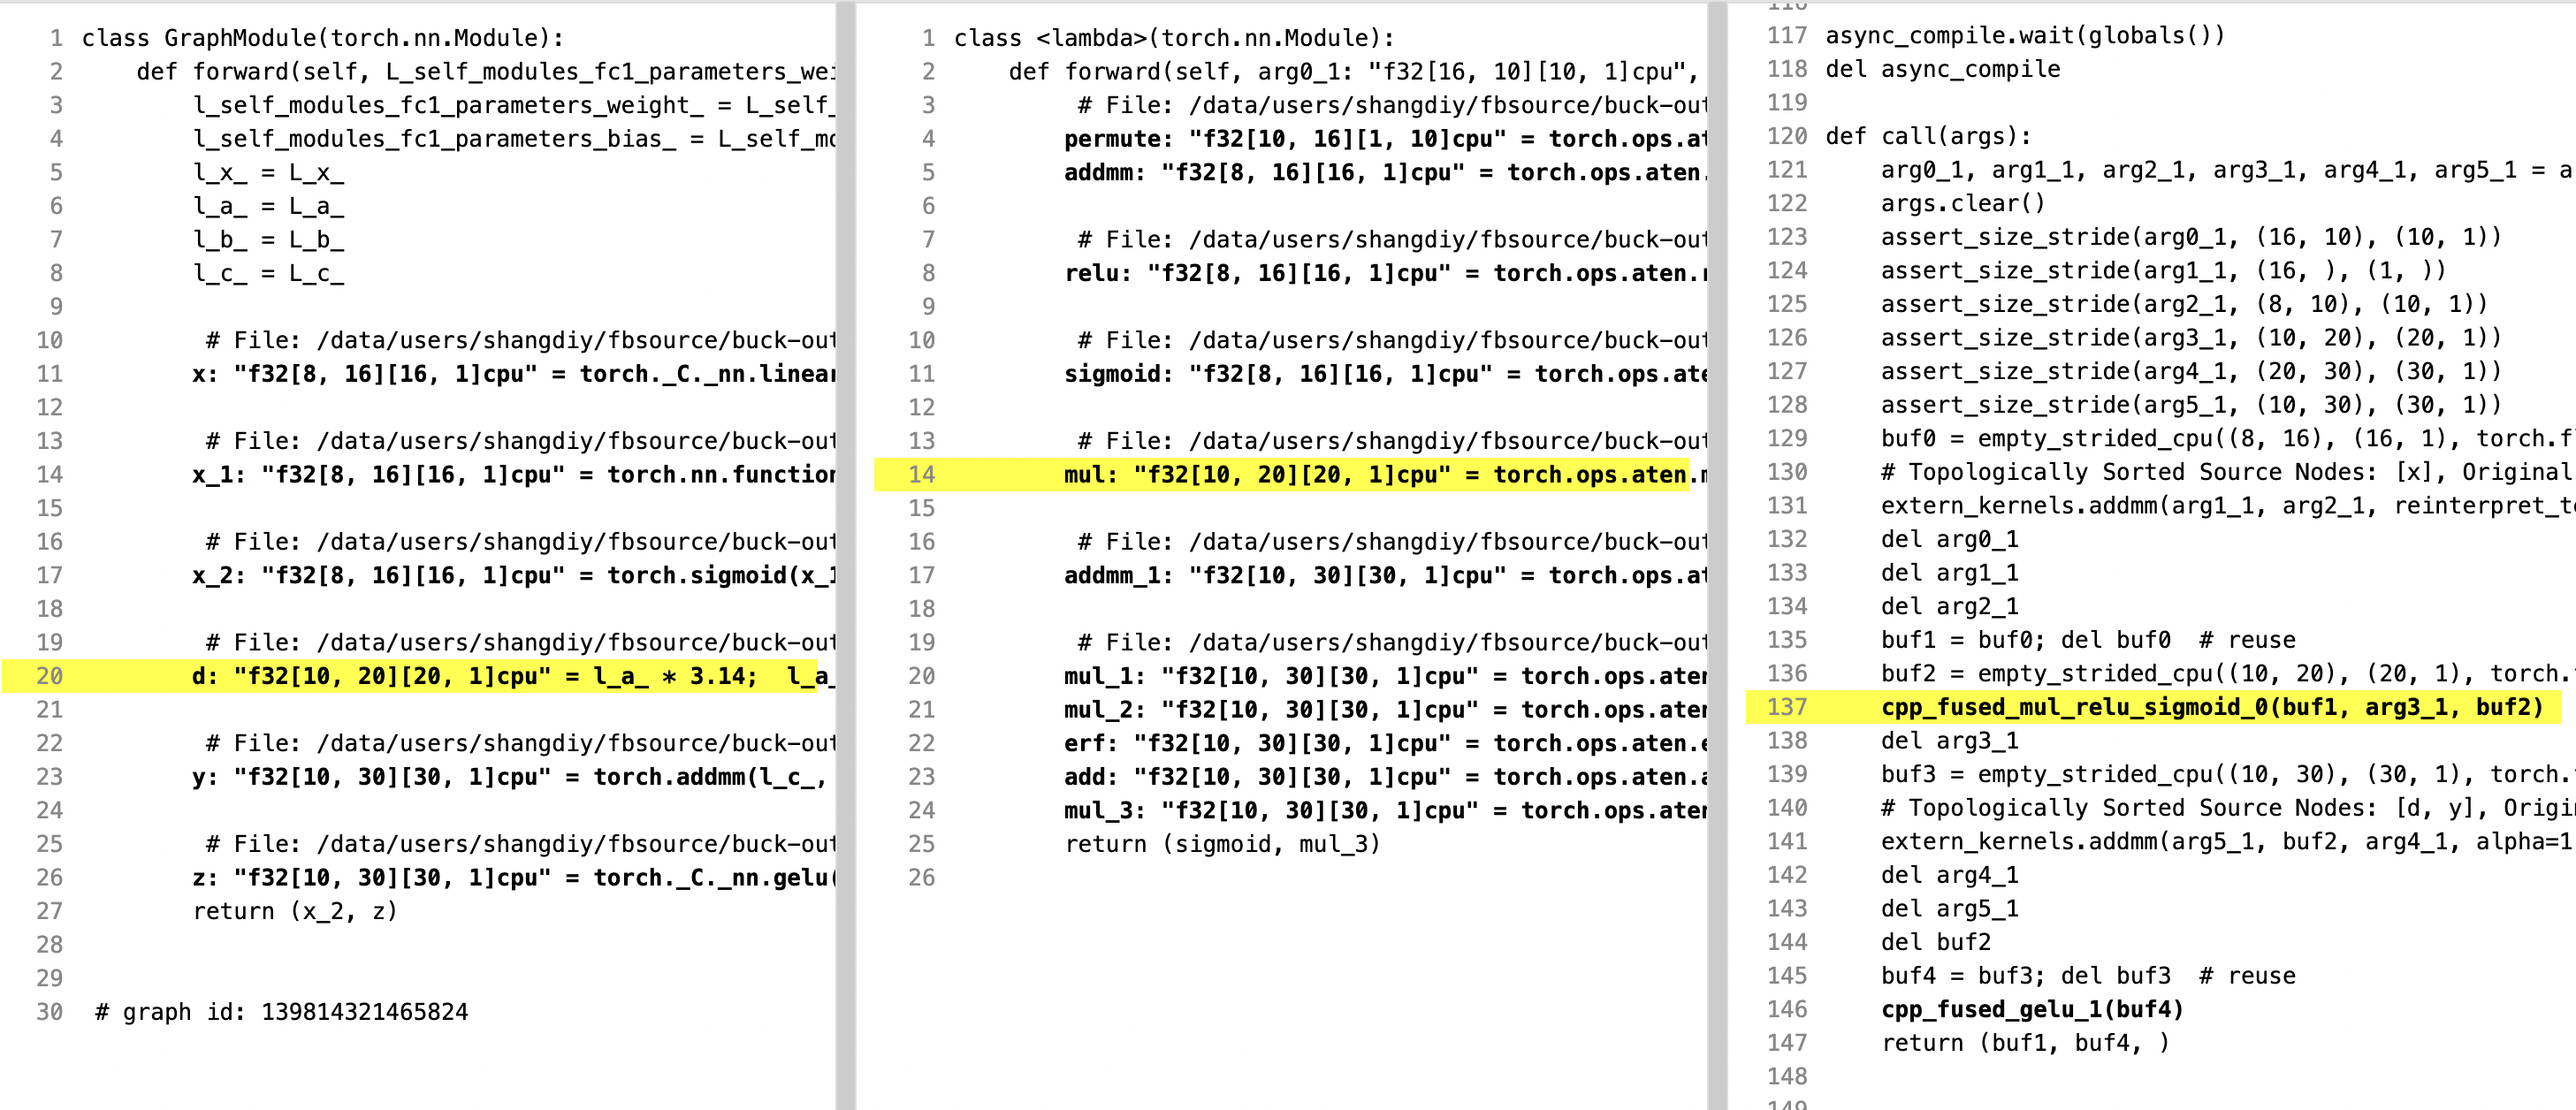 1 class GraphModule(torch.nn.Module):
2 def forward(self, L_self_modules_fc1_parameters_wei
3 l_self_modules_fc1_parameters_weight_ = L_self_
4 l_self_modules_fc1_parameters_bias_ = L_self_mo
5 l_x_ = L_x_
6 l_a_ = L_a_
7 l_b_ = L_b_
8 l_c_ = L_c_
9
10 # File: /data/users/shangdiy/fbsource/buck-out
11 x: "f32[8, 16][16, 1]cpu" = torch._C._nn.linear
12
13 # File: /data/users/shangdiy/fbsource/buck-out
14 x_1: "f32[8, 16][16, 1]cpu" = torch.nn.function
15
16 # File: /data/users/shangdiy/fbsource/buck-out
17 x_2: "f32[8, 16][16, 1]cpu" = torch.sigmoid(x_1
18
19 # File: /data/users/shangdiy/fbsource/buck-out
20 d: "f32[10, 20][20, 1]cpu" = l_a_ * 3.14;  l_a_
21
22 # File: /data/users/shangdiy/fbsource/buck-out
23 y: "f32[10, 30][30, 1]cpu" = torch.addmm(l_c_,
24
25 # File: /data/users/shangdiy/fbsource/buck-out
26 z: "f32[10, 30][30, 1]cpu" = torch._C._nn.gelu(
27 return (x_2, z)
28
29
30 # graph id: 139814321465824
1 class <lambda>(torch.nn.Module):
2 def forward(self, arg0_1: "f32[16, 10][10, 1]cpu",
3 # File: /data/users/shangdiy/fbsource/buck-out
4 permute: "f32[10, 16][1, 10]cpu" = torch.ops.at
5 addmm: "f32[8, 16][16, 1]cpu" = torch.ops.aten.
6
7 # File: /data/users/shangdiy/fbsource/buck-out
8 relu: "f32[8, 16][16, 1]cpu" = torch.ops.aten.r
9
10 # File: /data/users/shangdiy/fbsource/buck-out
11 sigmoid: "f32[8, 16][16, 1]cpu" = torch.ops.ate
12
13 # File: /data/users/shangdiy/fbsource/buck-out
14 mul: "f32[10, 20][20, 1]cpu" = torch.ops.aten.m
15
16 # File: /data/users/shangdiy/fbsource/buck-out
17 addmm_1: "f32[10, 30][30, 1]cpu" = torch.ops.at
18
19 # File: /data/users/shangdiy/fbsource/buck-out
20 mul_1: "f32[10, 30][30, 1]cpu" = torch.ops.aten
21 mul_2: "f32[10, 30][30, 1]cpu" = torch.ops.aten
22 erf: "f32[10, 30][30, 1]cpu" = torch.ops.aten.e
23 add: "f32[10, 30][30, 1]cpu" = torch.ops.aten.a
24 mul_3: "f32[10, 30][30, 1]cpu" = torch.ops.aten
25 return (sigmoid, mul_3)
26
117 async_compile.wait(globals())
118 del async_compile
119
120 def call(args):
121 arg0_1, arg1_1, arg2_1, arg3_1, arg4_1, arg5_1 = a
122 args.clear()
123 assert_size_stride(arg0_1, (16, 10), (10, 1))
124 assert_size_stride(arg1_1, (16, ), (1, ))
125 assert_size_stride(arg2_1, (8, 10), (10, 1))
126 assert_size_stride(arg3_1, (10, 20), (20, 1))
127 assert_size_stride(arg4_1, (20, 30), (30, 1))
128 assert_size_stride(arg5_1, (10, 30), (30, 1))
129 buf0 = empty_strided_cpu((8, 16), (16, 1), torch.f
130 # Topologically Sorted Source Nodes: [x], Original
131 extern_kernels.addmm(arg1_1, arg2_1, reinterpret_te
132 del arg0_1
133 del arg1_1
134 del arg2_1
135 buf1 = buf0; del buf0  # reuse
136 buf2 = empty_strided_cpu((10, 20), (20, 1), torch.
137 cpp_fused_mul_relu_sigmoid_0(buf1, arg3_1, buf2)
138 del arg3_1
139 buf3 = empty_strided_cpu((10, 30), (30, 1), torch.
140 # Topologically Sorted Source Nodes: [d, y], Origi
141 extern_kernels.addmm(arg5_1, buf2, arg4_1, alpha=1
142 del arg4_1
143 del arg5_1
144 del buf2
145 buf4 = buf3; del buf3  # reuse
146 cpp_fused_gelu_1(buf4)
147 return (buf1, buf4, )
148